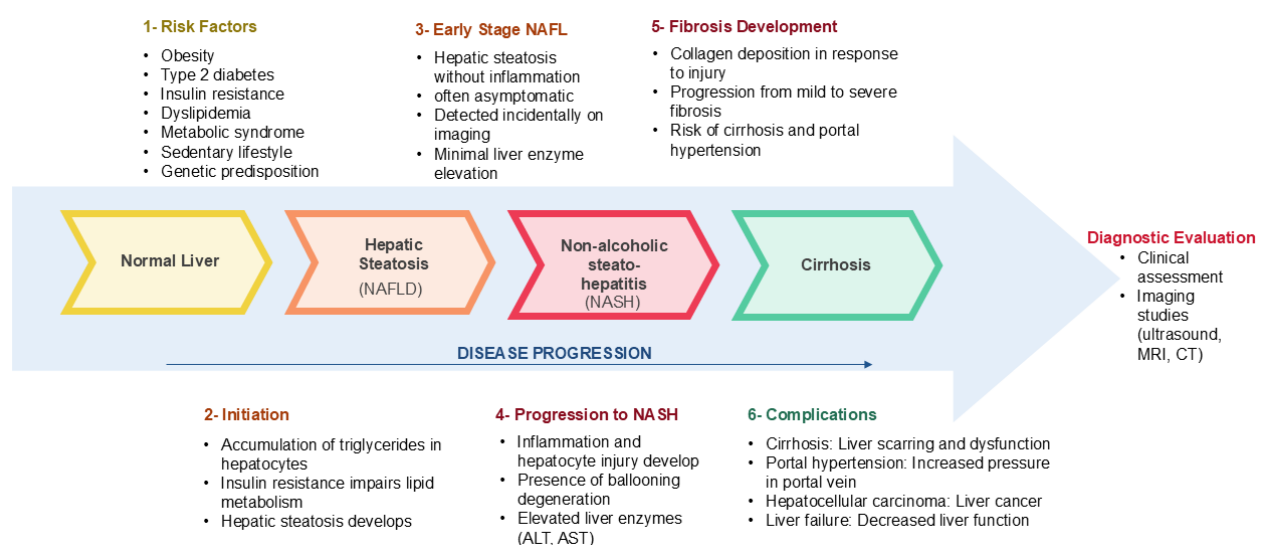 1- Risk Factors
• Obesity
• Type 2 diabetes
• Insulin resistance
• Dyslipidemia
• Metabolic syndrome
• Sedentary lifestyle
• Genetic predisposition
3- Early Stage NAFL
• Hepatic steatosis
without inflammation
• often asymptomatic
• Detected incidentally on
imaging
• Minimal liver enzyme
elevation
5- Fibrosis Development
• Collagen deposition in response
to injury
• Progression from mild to severe
fibrosis
• Risk of cirrhosis and portal
hypertension
Normal Liver
Hepatic
Steatosis
(NAFLD)
Non-alcoholic
steato-
hepatitis
(NASH)
Cirrhosis
Diagnostic Evaluation
• Clinical
assessment
• Imaging
studies
(ultrasound,
MRI, CT)
DISEASE PROGRESSION
2- Initiation
• Accumulation of triglycerides in
hepatocytes
• Insulin resistance impairs lipid
metabolism
• Hepatic steatosis develops
4- Progression to NASH
• Inflammation and
hepatocyte injury develop
• Presence of ballooning
degeneration
• Elevated liver enzymes
(ALT, AST)
6- Complications
• Cirrhosis: Liver scarring and dysfunction
• Portal hypertension: Increased pressure
in portal vein
• Hepatocellular carcinoma: Liver cancer
• Liver failure: Decreased liver function